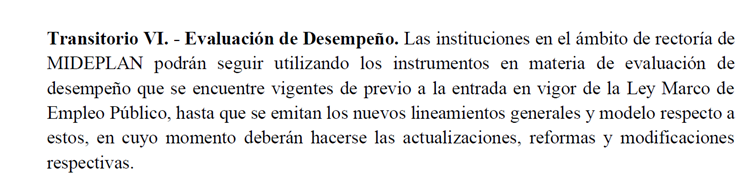 Transitorio VI. - Evaluación de Desempeño. Las instituciones en el ámbito de rectoría de
MIDEPLAN podrán seguir utilizando los instrumentos en materia de evaluación de
desempeño que se encuentre vigentes de previo a la entrada en vigor de la Ley Marco de
Empleo Público, hasta que se emitan los nuevos lineamientos generales y modelo respecto a
estos, en cuyo momento deberán hacerse las actualizaciones, reformas y modificaciones
respectivas.